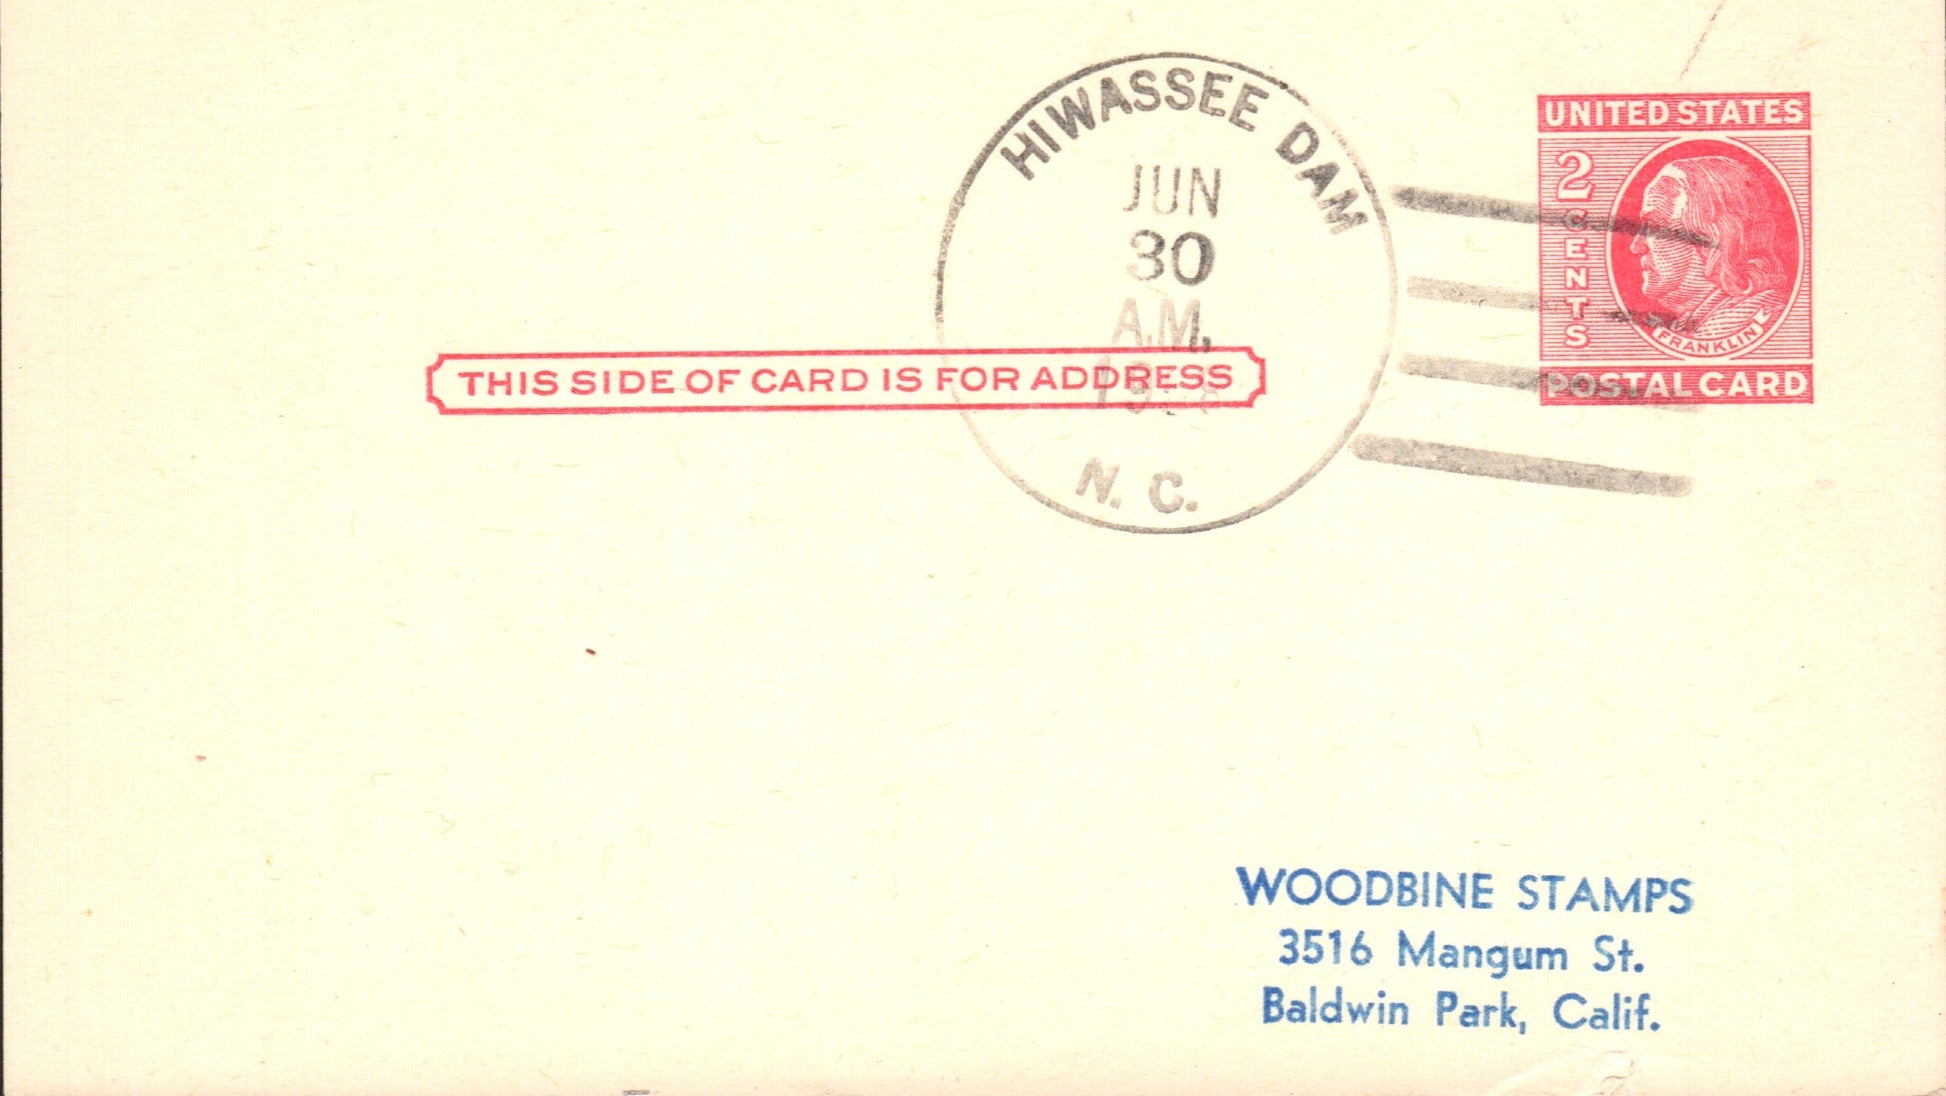 HIWASSEE DAM
JUN
30
A.M.
N. C.
UNITED STATES
2
CENTS
FRANKLIN
POSTAL CARD
THIS SIDE OF CARD IS FOR ADDRESS
WOODBINE STAMPS
3516 Mangum St.
Baldwin Park, Calif.